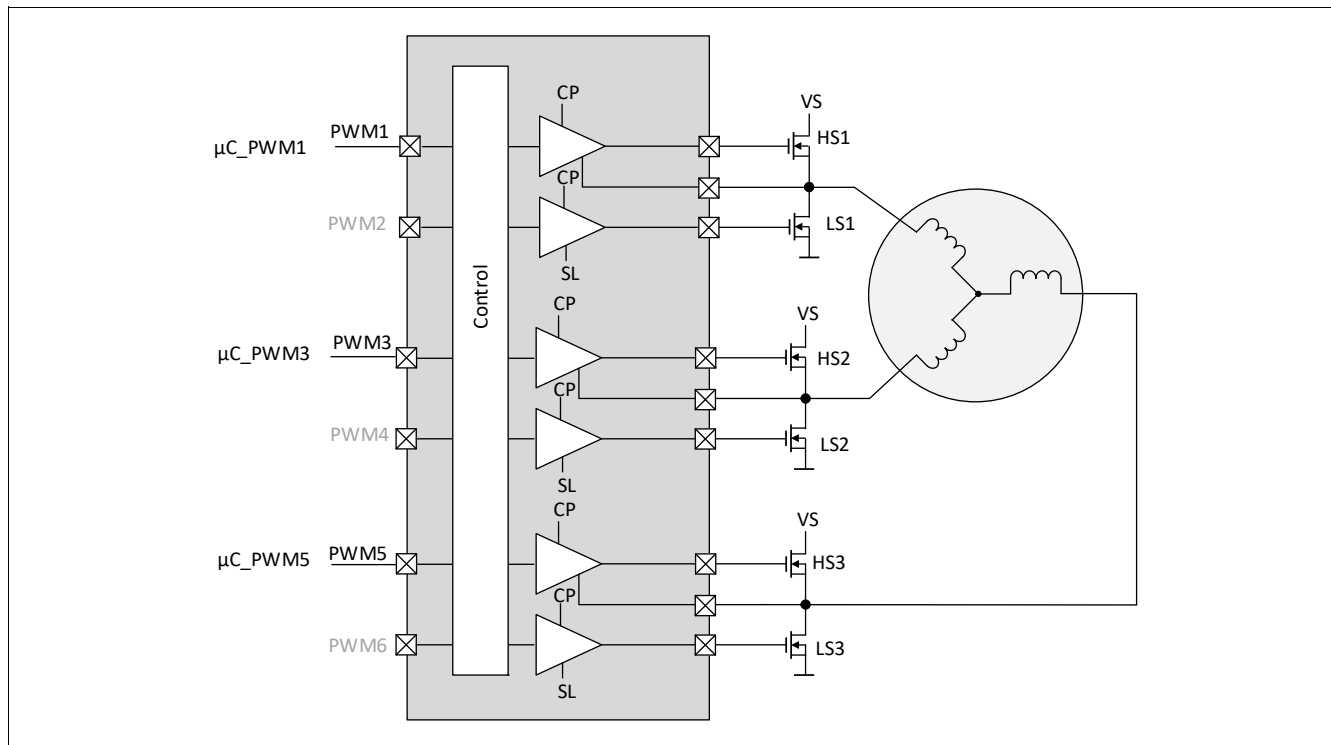 CP
VS
PWM1
HS1
µC_PWM1
CP
PWM2
LS1
SL
Control
CP
VS
PWM3
HS2
µC_PWM3
CP
PWM4
LS2
SL
CP
VS
PWM5
HS3
µC_PWM5
CP
PWM6
LS3
SL